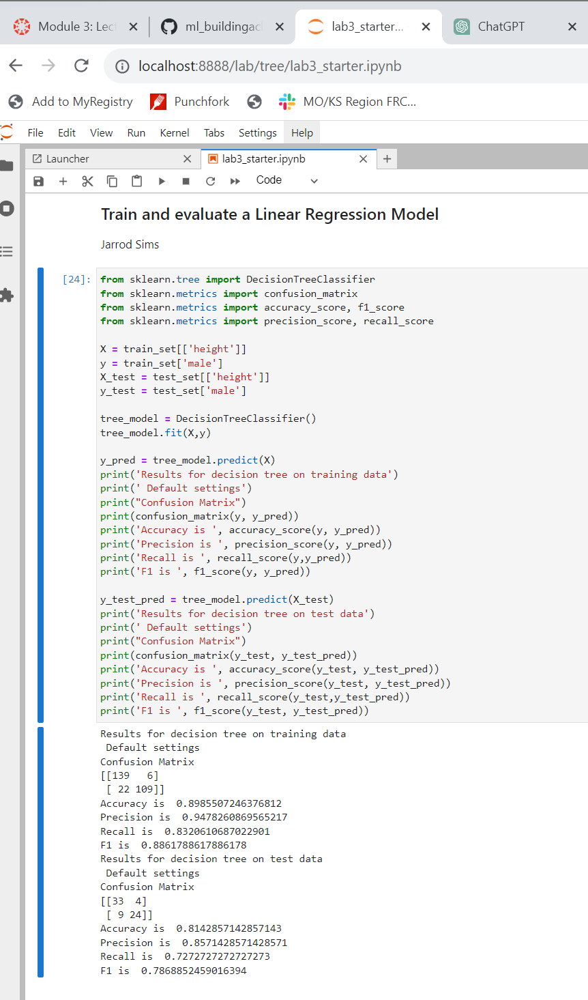 Module 3: Lec
ml_buildingac
lab3_starter...
ChatGPT
localhost:8888/lab/tree/lab3_starter.ipynb
Add to MyRegistry
Punchfork
MO/KS Region FRC...
File Edit View Run Kernel Tabs Settings Help
Launcher
lab3_starter.ipynb
Code
Train and evaluate a Linear Regression Model
Jarrod Sims
[24]:
from sklearn.tree import DecisionTreeClassifier
from sklearn.metrics import confusion_matrix
from sklearn.metrics import accuracy_score, f1_score
from sklearn.metrics import precision_score, recall_score
X = train_set[['height']]
y = train_set['male']
X_test = test_set[['height']]
y_test = test_set['male']
tree_model = DecisionTreeClassifier()
tree_model.fit(X,y)
y_pred = tree_model.predict(X)
print('Results for decision tree on training data')
print(' Default settings')
print("Confusion Matrix")
print(confusion_matrix(y, y_pred))
print('Accuracy is ', accuracy_score(y, y_pred))
print('Precision is ', precision_score(y, y_pred))
print('Recall is ', recall_score(y,y_pred))
print('F1 is ', f1_score(y, y_pred))
y_test_pred = tree_model.predict(X_test)
print('Results for decision tree on test data')
print(' Default settings')
print("Confusion Matrix")
print(confusion_matrix(y_test, y_test_pred))
print('Accuracy is ', accuracy_score(y_test, y_test_pred))
print('Precision is ', precision_score(y_test, y_test_pred))
print('Recall is ', recall_score(y_test,y_test_pred))
print('F1 is ', f1_score(y_test, y_test_pred))
Results for decision tree on training data
 Default settings
Confusion Matrix
[[139   6]
 [ 22 109]]
Accuracy is  0.8985507246376812
Precision is  0.9478260869565217
Recall is  0.8320610687022901
F1 is  0.8861788617886178
Results for decision tree on test data
 Default settings
Confusion Matrix
[[33  4]
 [ 9 24]]
Accuracy is  0.8142857142857143
Precision is  0.8571428571428571
Recall is  0.7272727272727273
F1 is  0.7868852459016394